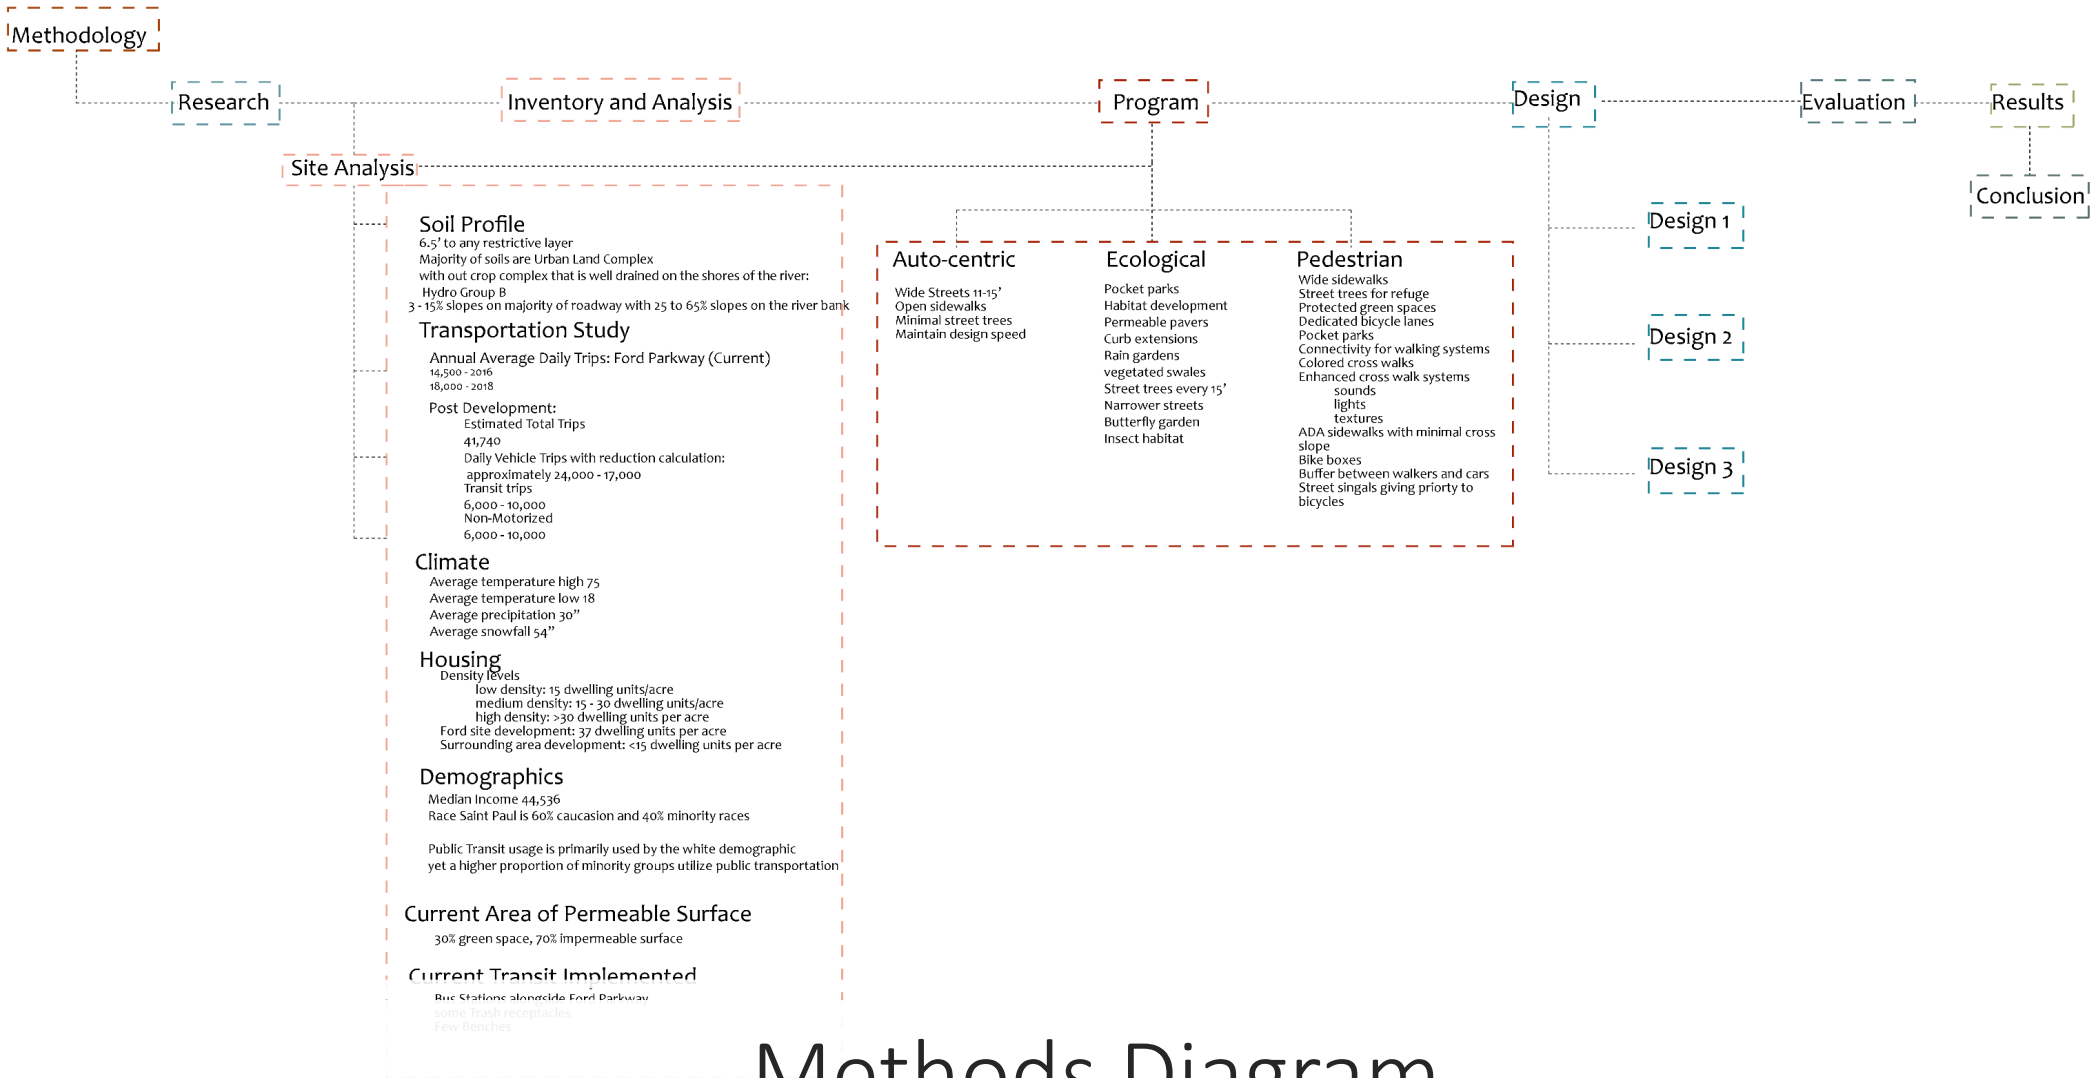 Methodology
Research
Inventory and Analysis
Program
Design
Evaluation
Results
Site Analysis
Conclusion
Soil Profile
6.5’ to any restrictive layer
Majority of soils are Urban Land Complex
with out crop complex that is well drained on the shores of the river:
Hydro Group B
3 - 15% slopes on majority of roadway with 25 to 65% slopes on the river bank
Transportation Study
Annual Average Daily Trips: Ford Parkway (Current)
14,500 - 2016
18,000 - 2018
Post Development:
Estimated Total Trips
41,740
Daily Vehicle Trips with reduction calculation:
approximately 24,000 - 17,000
Transit trips
6,000 - 10,000
Non-Motorized
6,000 - 10,000
Climate
Average temperature high 75
Average temperature low 18
Average precipitation 30”
Average snowfall 54”
Housing
Density levels
low density: 15 dwelling units/acre
medium density: 15 - 30 dwelling units/acre
high density: >30 dwelling units per acre
Ford site development: 37 dwelling units per acre
Surrounding area development: <15 dwelling units per acre
Demographics
Median Income 44,536
Race Saint Paul is 60% caucasion and 40% minority races
Public Transit usage is primarily used by the white demographic
yet a higher proportion of minority groups utilize public transportation
Current Area of Permeable Surface
30% green space, 70% impermeable surface
Current Transit Implemented
Bus Stations alongside Ford Parkway
some Trash receptacles
Few Benches
Auto-centric
Wide Streets 11-15’
Open sidewalks
Minimal street trees
Maintain design speed
Ecological
Pocket parks
Habitat development
Permeable pavers
Curb extensions
Rain gardens
vegetated swales
Street trees every 15’
Narrower streets
Butterfly garden
Insect habitat
Pedestrian
Wide sidewalks
Street trees for refuge
Protected green spaces
Dedicated bicycle lanes
Pocket parks
Connectivity for walking systems
Colored cross walks
Enhanced cross walk systems
sounds
lights
textures
ADA sidewalks with minimal cross
slope
Bike boxes
Buffer between walkers and cars
Street singals giving priorty to
bicycles
Design 1
Design 2
Design 3
Methods Diagram